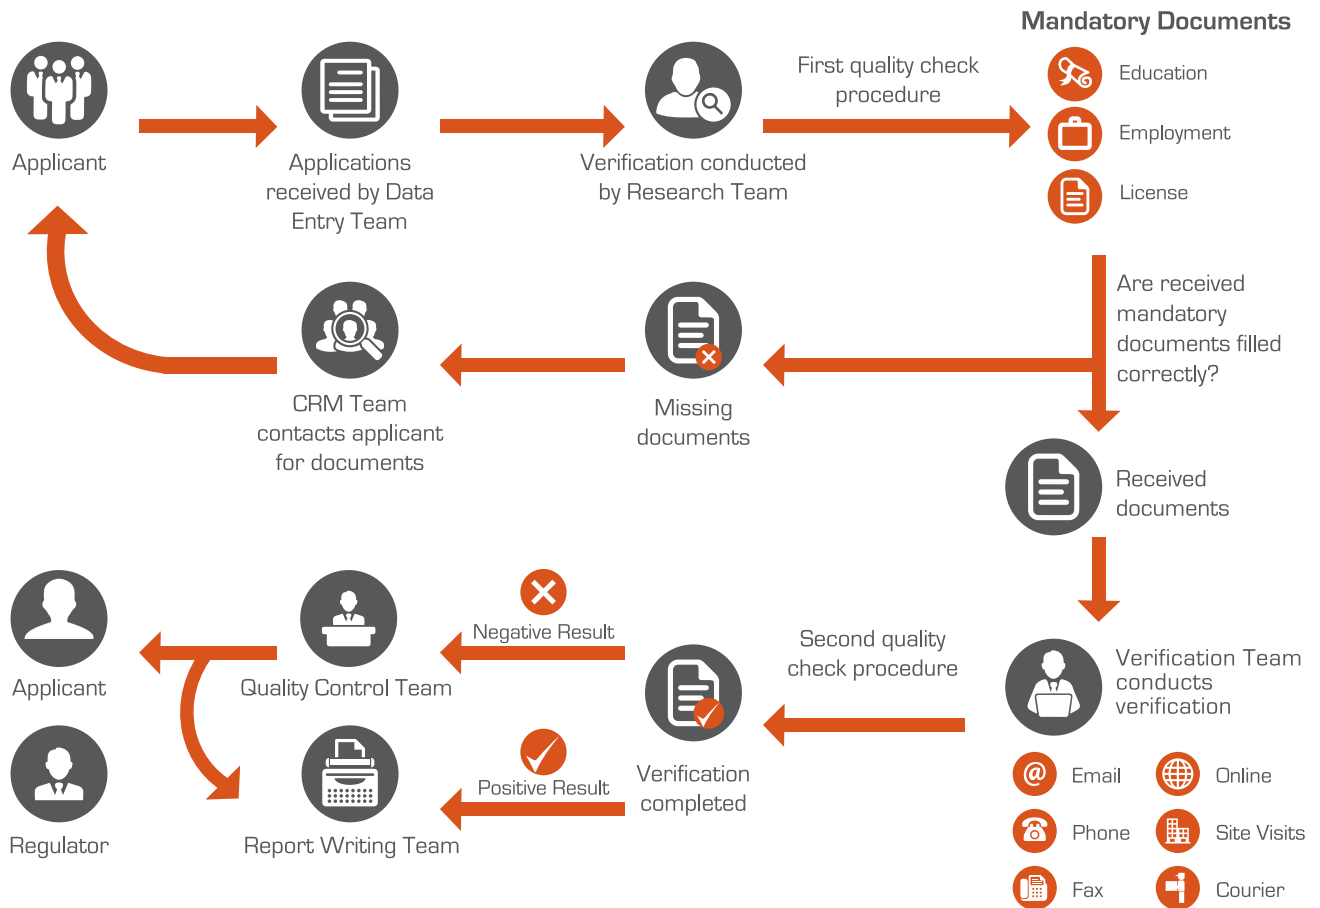 Mandatory Documents
Applicant
Applications
received by Data
Entry Team
Verification conducted
by Research Team
First quality check
procedure
Education
Employment
License
Are received
mandatory
documents filled
correctly?
Missing
documents
CRM Team
contacts applicant
for documents
Received
documents
Verification Team
conducts
verification
@ Email
Online
Phone
Site Visits
Fax
Courier
Second quality
check procedure
Verification
completed
Negative Result
Positive Result
Quality Control Team
Report Writing Team
Applicant
Regulator